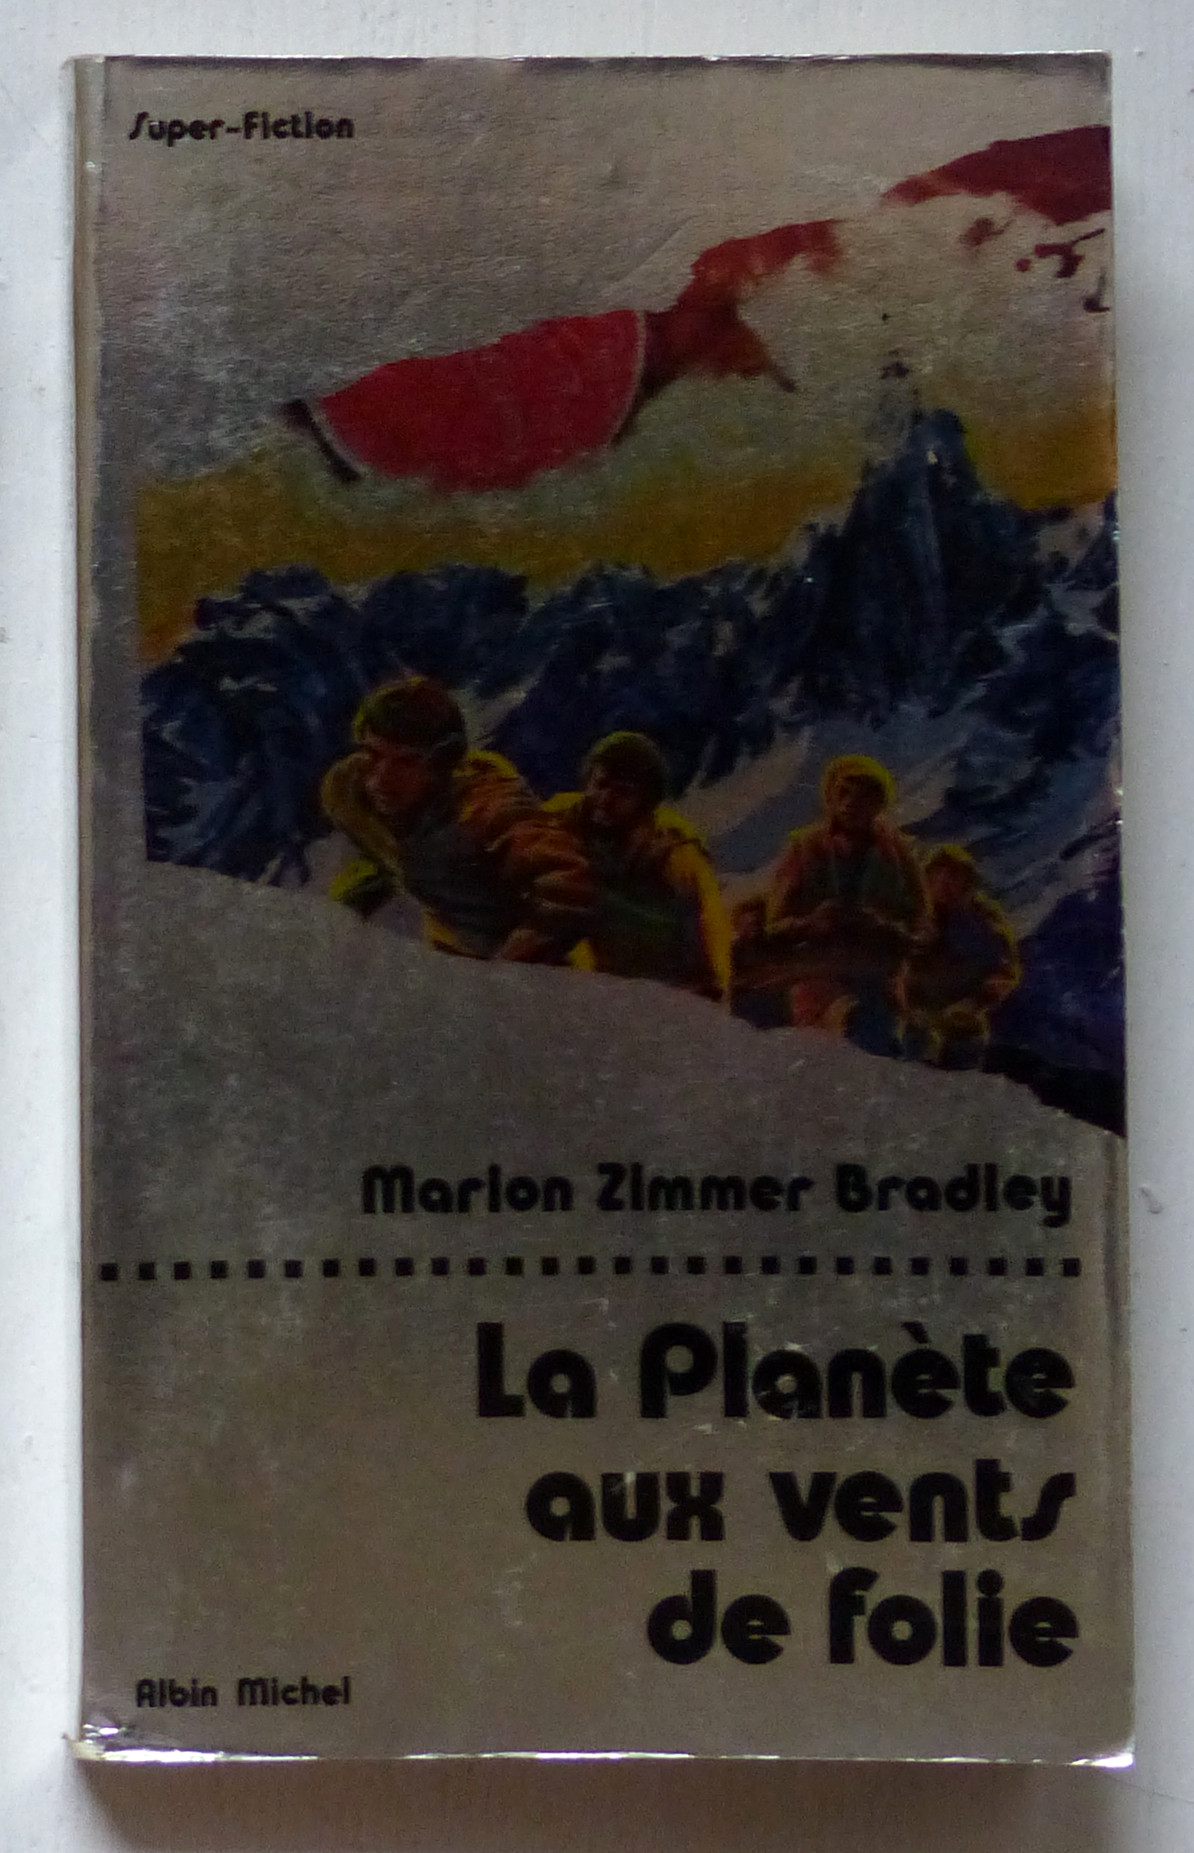 Super-Fiction
Marion Zimmer Bradley
La Planète
aux vents
de folie
Albin Michel